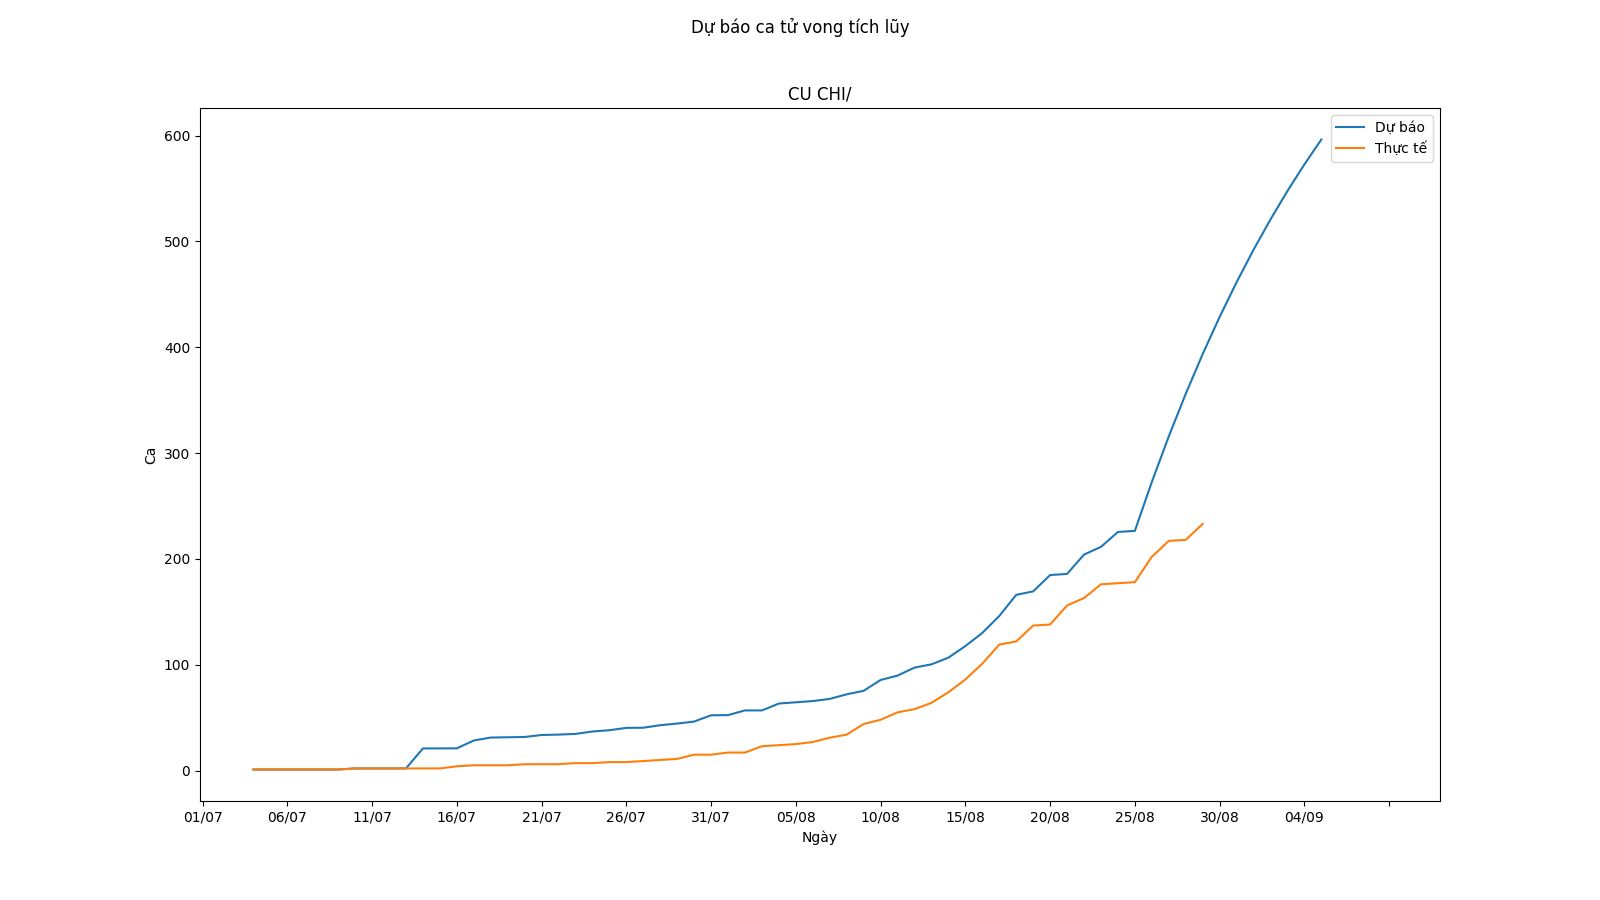 Dự báo ca tử vong tích lũy
CU CHI/
Dự báo
Thực tế
600
500
400
300
200
100
0
Ca
01/07 06/07 11/07 16/07 21/07 26/07 31/07 05/08 10/08 15/08 20/08 25/08 30/08 04/09
Ngày